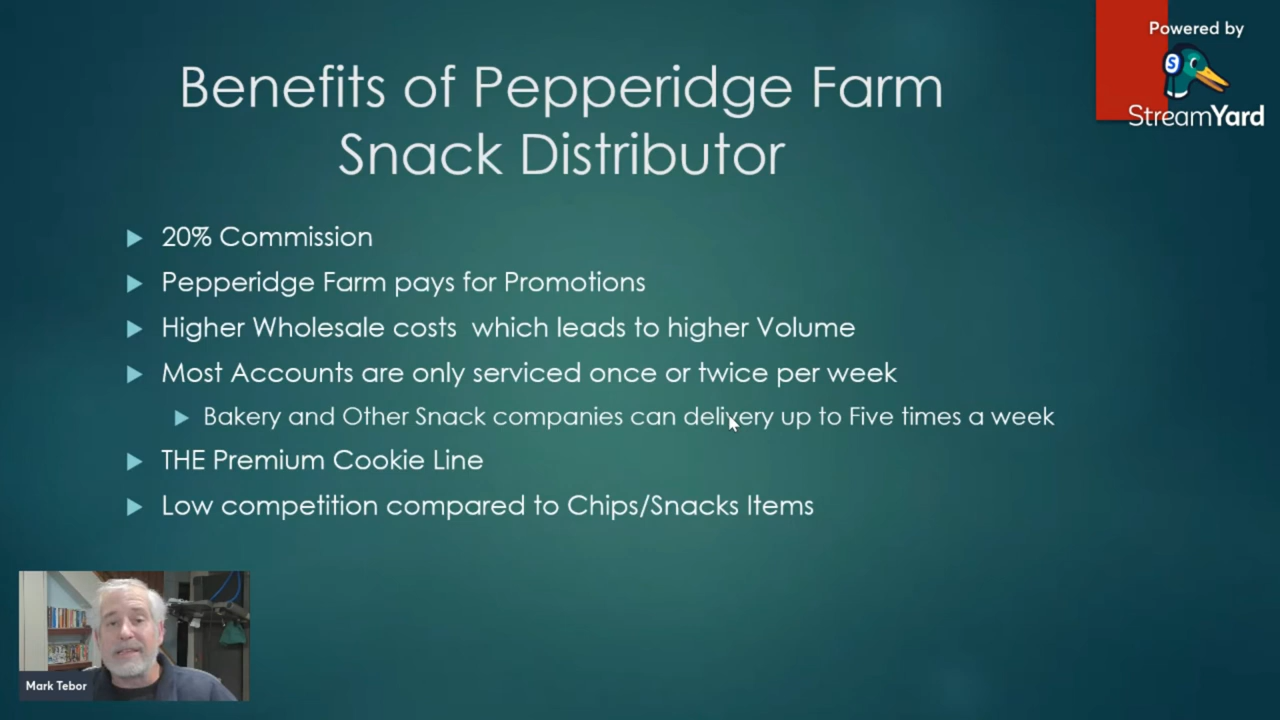 Powered by
StreamYard
Benefits of Pepperidge Farm
Snack Distributor
20% Commission
Pepperidge Farm pays for Promotions
Higher Wholesale costs  which leads to higher Volume
Most Accounts are only serviced once or twice per week
Bakery and Other Snack companies can delivery up to Five times a week
THE Premium Cookie Line
Low competition compared to Chips/Snacks Items
Mark Tebor